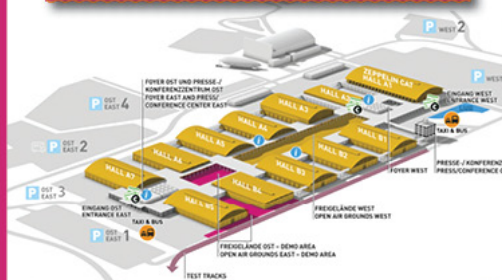 P WEST 2
ZEPPELIN CAT
HALL A1
FOYER OST UND PRESSE-/
KONFERENZZENTRUM OST
FOYER EAST AND PRESS/
CONFERENCE CENTER EAST
P WEST
EINGANG WEST
ENTRANCE WEST
HALL A3
P OST
EAST 4
TAXI & BUS
HALL A4
HALL B1
HALL A5
P OST
EAST 2
HALL B2
PRESSE-/ KONFERENZ
PRESS/CONFERENCE
FOYER WEST
HALL A6
HALL B3
HALL A7
HALL B4
P OST
EAST 3
EINGANG OST
ENTRANCE EAST
TAXI & BUS
HALL B5
FREIGELÄNDE WEST
OPEN AIR GROUNDS WEST
P OST
EAST 1
FREIGELÄNDE OST – DEMO AREA
OPEN AIR GROUNDS EAST – DEMO AREA
TEST TRACKS